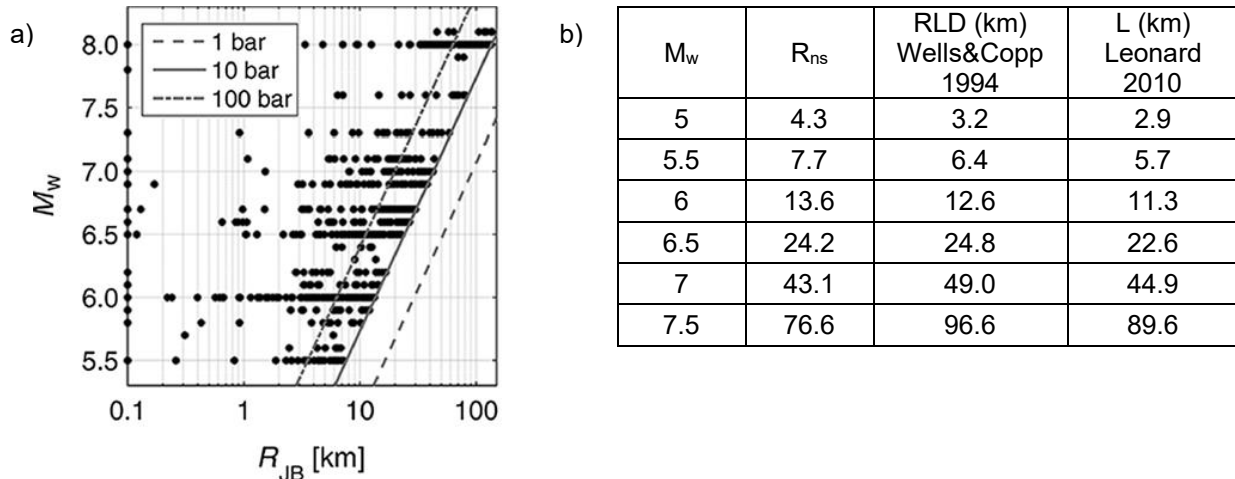 a)
1 bar
10 bar
100 bar
8.0
7.5
7.0
6.5
6.0
5.5
Mw
0.1 1 10 100
RJB [km]
b)
Mw Rns RLD (km) Wells&Copp 1994 L (km) Leonard 2010
5 4.3 3.2 2.9
5.5 7.7 6.4 5.7
6 13.6 12.6 11.3
6.5 24.2 24.8 22.6
7 43.1 49.0 44.9
7.5 76.6 96.6 89.6